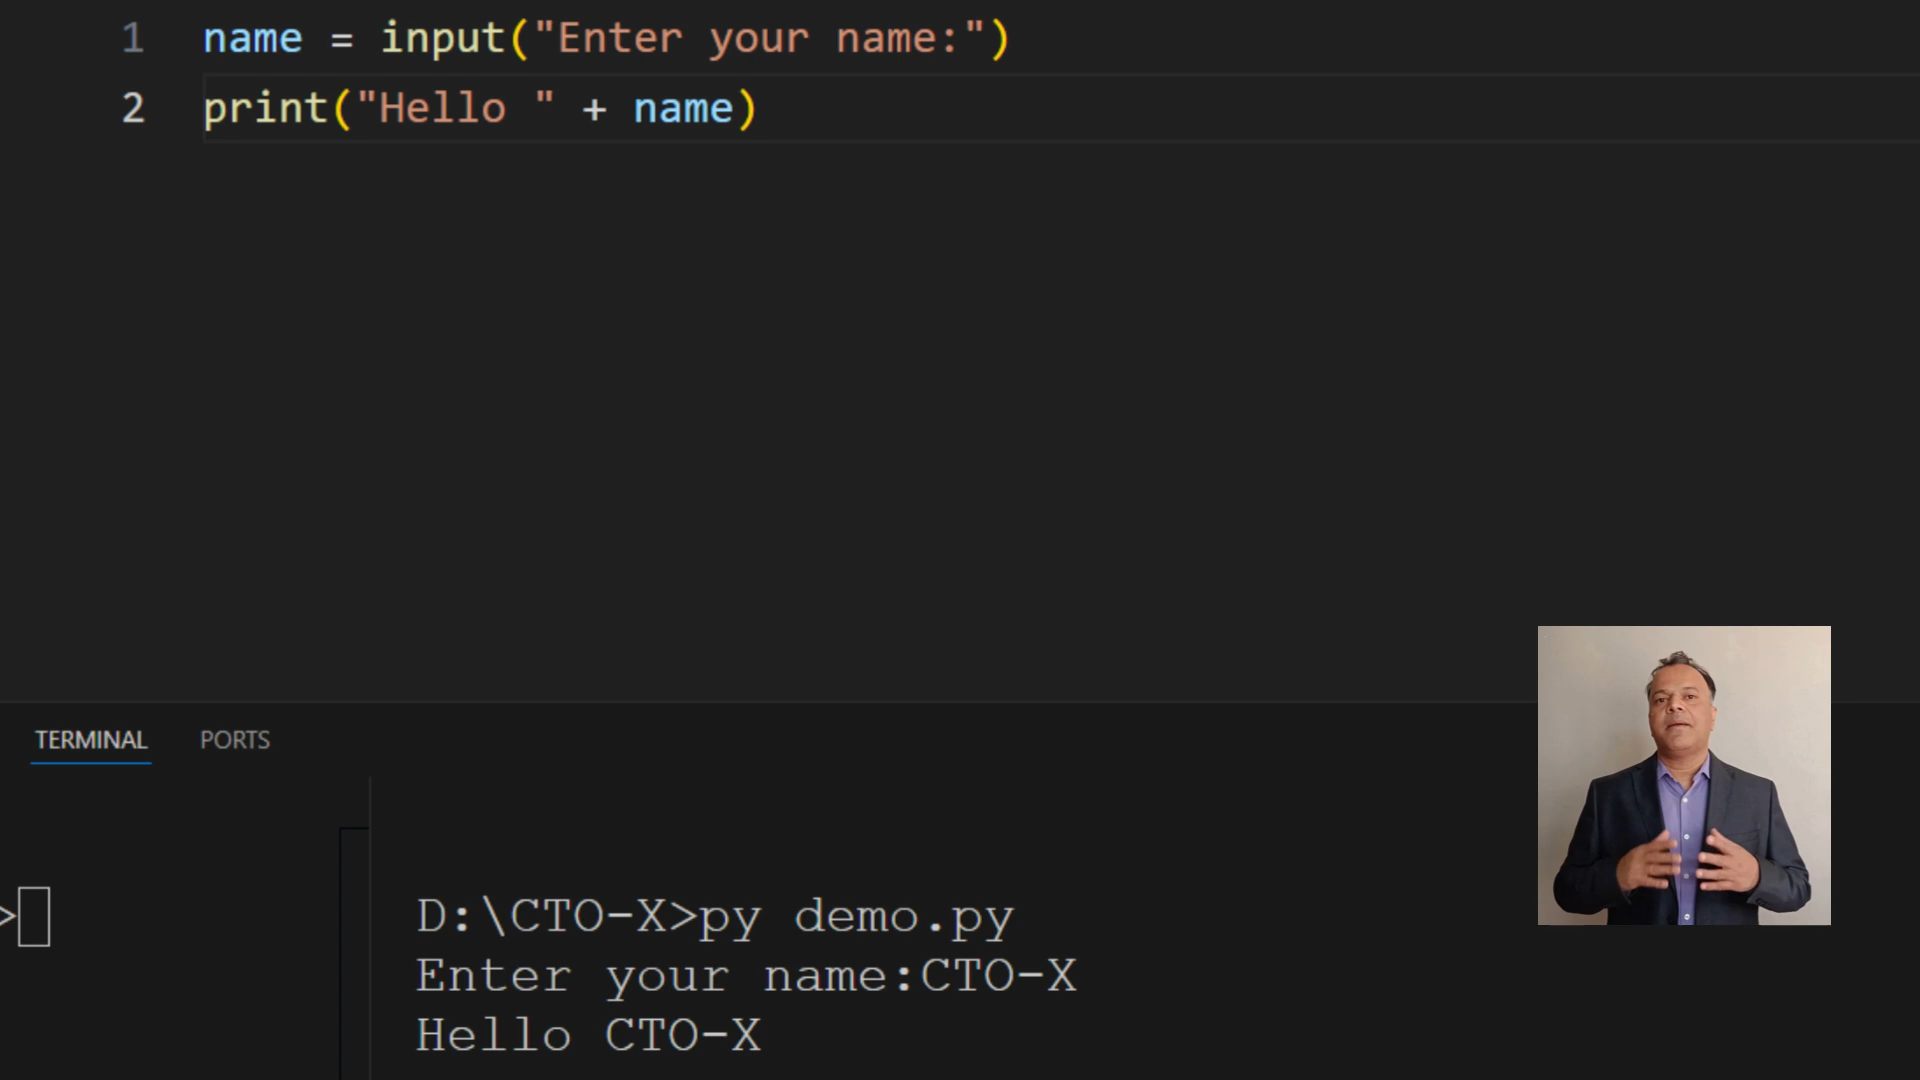 1 name = input("Enter your name:")
2 print("Hello " + name)
TERMINAL PORTS
>
D:\CTO-X>py demo.py
Enter your name:CTO-X
Hello CTO-X